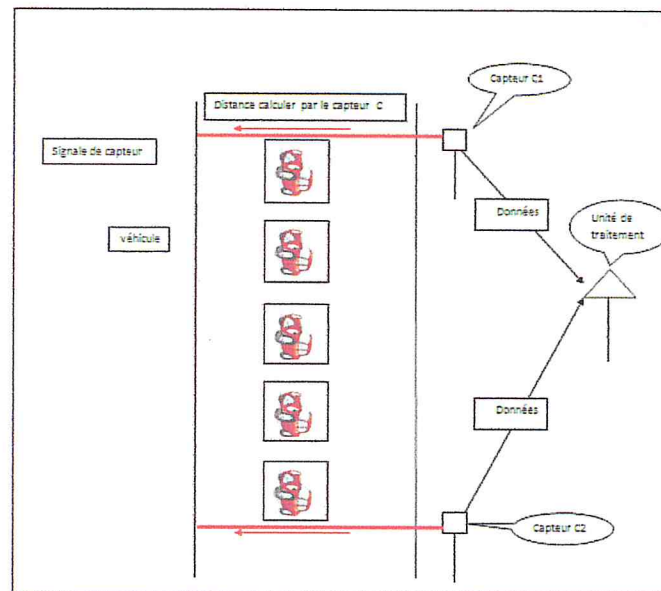 Capteur C1
Distance calculer par le capteur C
Signale de capteur
Données
Unité de
traitement
véhicule
Données
Capteur C2